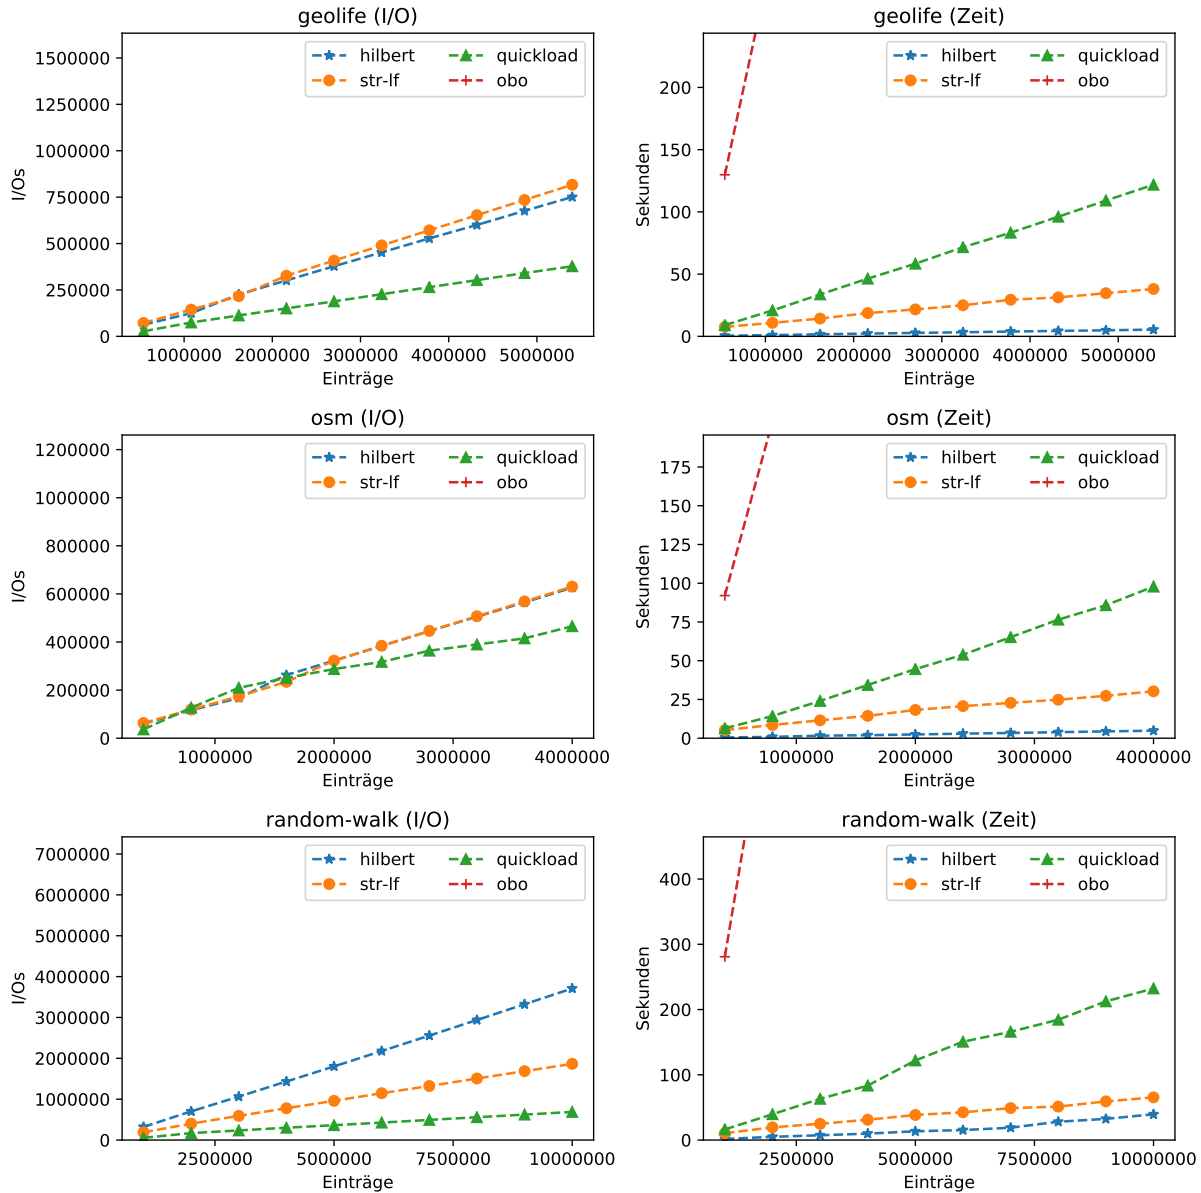 geolife (I/O)
hilbert quickload
str-lf obo
1500000
1250000
1000000
750000
500000
250000
0
I/Os
1000000 2000000 3000000 4000000 5000000
Einträge
geolife (Zeit)
hilbert quickload
str-lf obo
200
150
100
50
0
Sekunden
1000000 2000000 3000000 4000000 5000000
Einträge
osm (I/O)
hilbert quickload
str-lf obo
1200000
1000000
800000
600000
400000
200000
0
I/Os
1000000 2000000 3000000 4000000
Einträge
osm (Zeit)
hilbert quickload
str-lf obo
175
150
125
100
75
50
25
0
Sekunden
1000000 2000000 3000000 4000000
Einträge
random-walk (I/O)
hilbert quickload
str-lf obo
7000000
6000000
5000000
4000000
3000000
2000000
1000000
0
I/Os
2500000 5000000 7500000 10000000
Einträge
random-walk (Zeit)
hilbert quickload
str-lf obo
400
300
200
100
0
Sekunden
2500000 5000000 7500000 10000000
Einträge